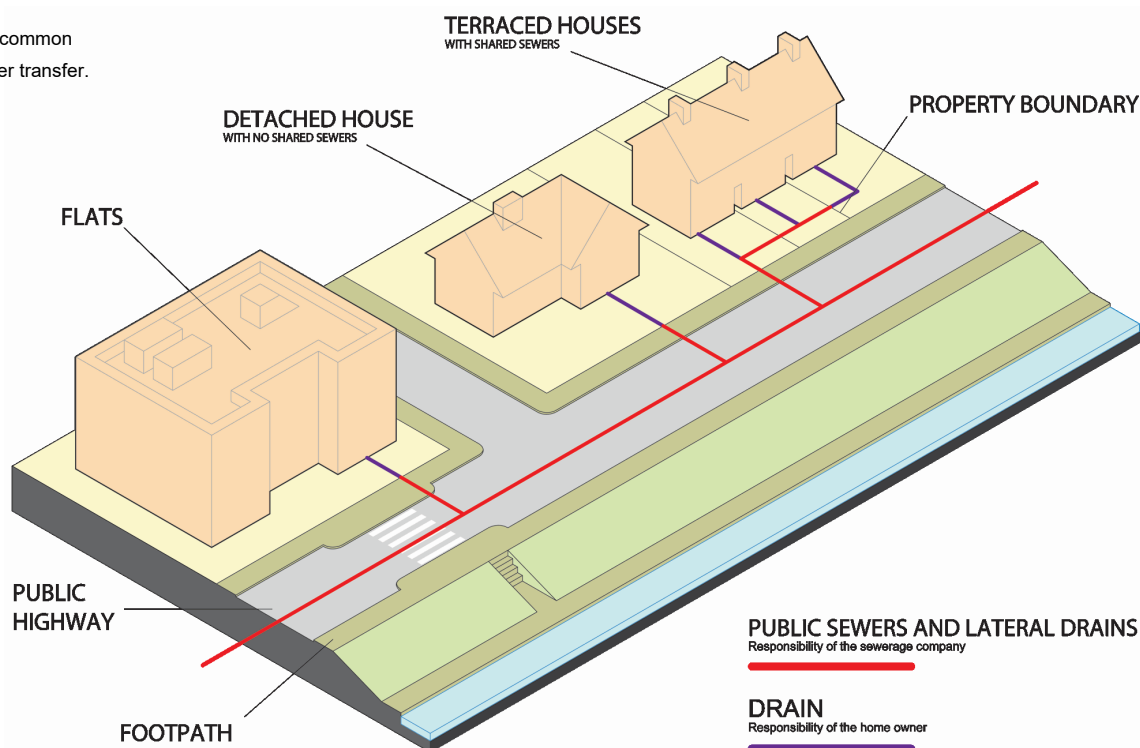 common
er transfer.
TERRACED HOUSES
WITH SHARED SEWERS
DETACHED HOUSE
WITH NO SHARED SEWERS
PROPERTY BOUNDARY
FLATS
PUBLIC
HIGHWAY
FOOTPATH
PUBLIC SEWERS AND LATERAL DRAINS
Responsibility of the sewerage company
DRAIN
Responsibility of the home owner